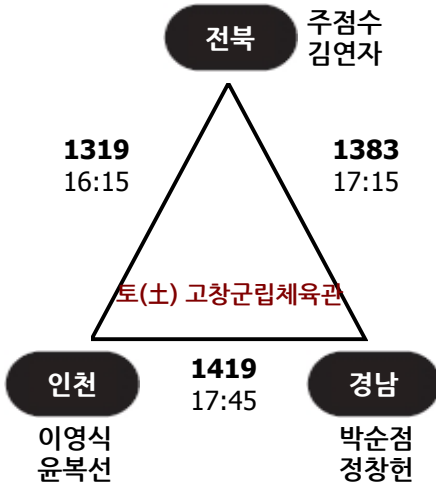 전북
주점수
김연자
1319
16:15
1383
17:15
토(土) 고창군립체육관
인천
1419
17:45
경남
이영식
윤복선
박순점
정창헌